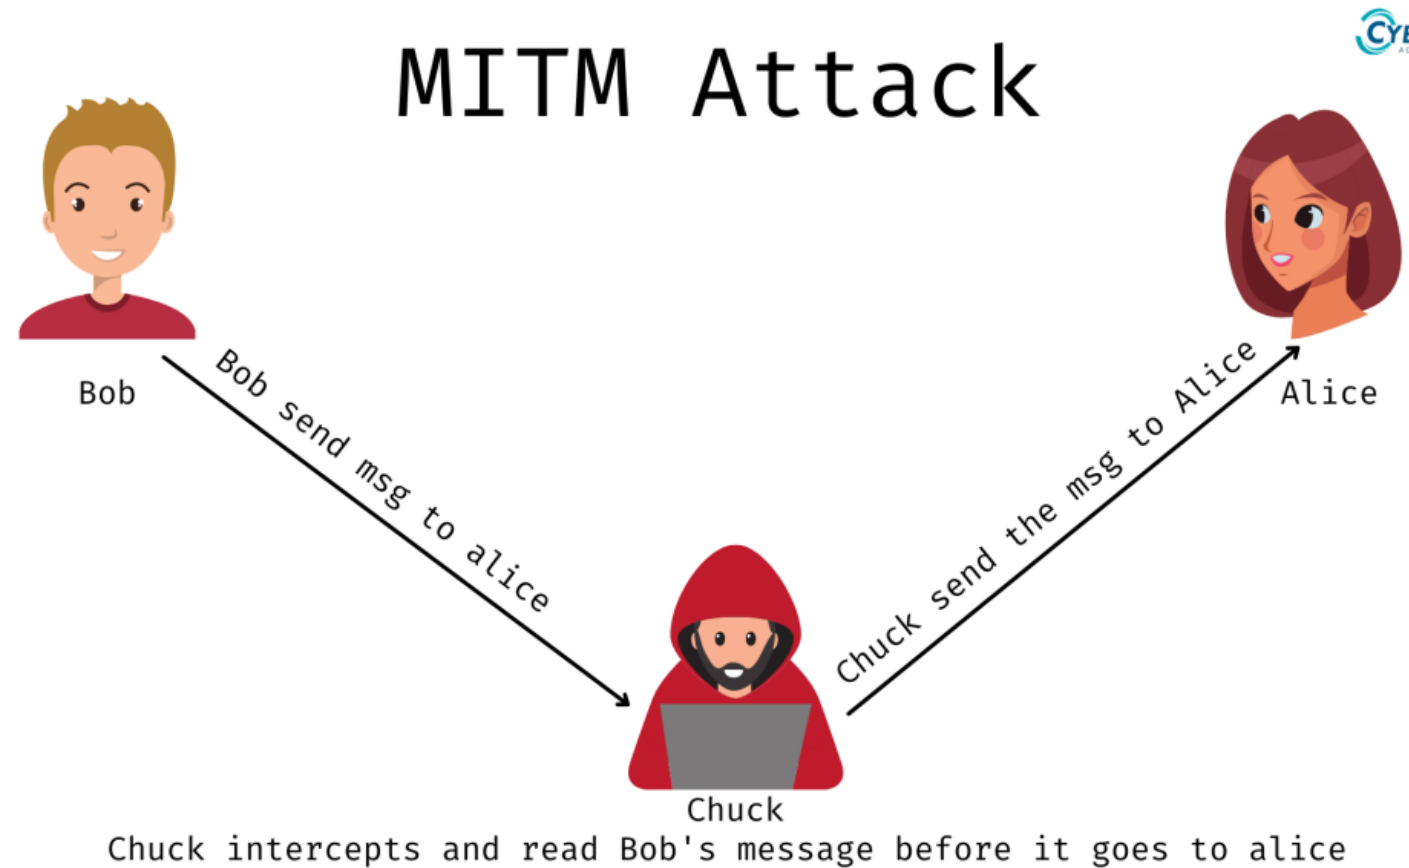 MITM Attack
Bob
Alice
Bob send msg to alice
Chuck send the msg to Alice
Chuck
Chuck intercepts and read Bob's message before it goes to alice